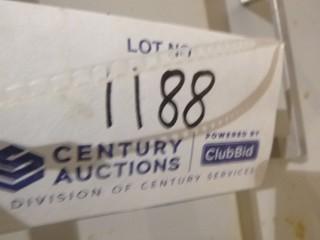 LOT No.
1188
CENTURY AUCTIONS
POWERED BY
ClubBid
DIVISION OF CENTURY SERVICES